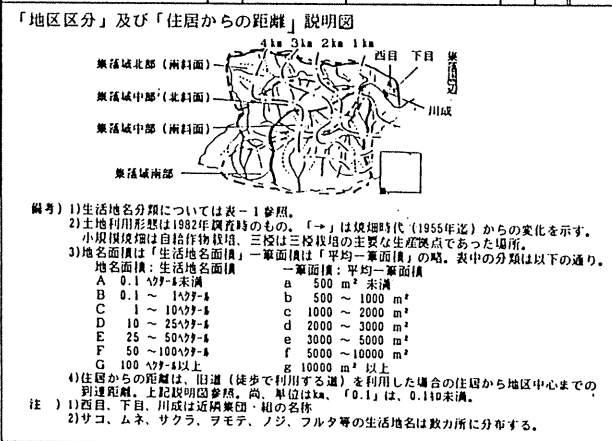 「地区区分」及び「住居からの距離」説明図
4km 3km 2km 1km
西目 下目 集落周辺
集落域北部(南斜面)
集落域中部(北斜面)
川成
集落域中部(南斜面)
集落域南部
備考)1)生活地名分類については表-1参照。
2)土地利用形態は1982年調査時のもの。「→」は焼畑時代(1955年迄)からの変化を示す。
小規模焼畑は自給作物栽培、三椏は三椏栽培の主要な生産拠点であった場所。
3)地名面積は「生活地名面積」一筆面積は「平均一筆面積」の略。表中の分類は以下の通り。
地名面積:生活地名面積 一筆面積:平均一筆面積
A 0.1 ヘクタール未満 a 500 m² 未満
B 0.1 ~ 1ヘクタール b 500 ~ 1000 m²
C 1 ~ 10ヘクタール c 1000 ~ 2000 m²
D 10 ~ 25ヘクタール d 2000 ~ 3000 m²
E 25 ~ 50ヘクタール e 3000 ~ 5000 m²
F 50 ~100ヘクタール f 5000 ~10000 m²
G 100 ヘクタール以上 g 10000 m² 以上
4)住居からの距離は、旧道(徒歩で利用する道)を利用した場合の住居から地区中心までの
到達距離。上記説明図参照。尚、単位はkm、「0.1」は、0.1km未満。
注 )1)西目、下目、川成は近隣集団・組の名称
2)サコ、ムネ、サクラ、ヲモテ、ノジ、フルタ等の生活地名は数カ所に分布する。